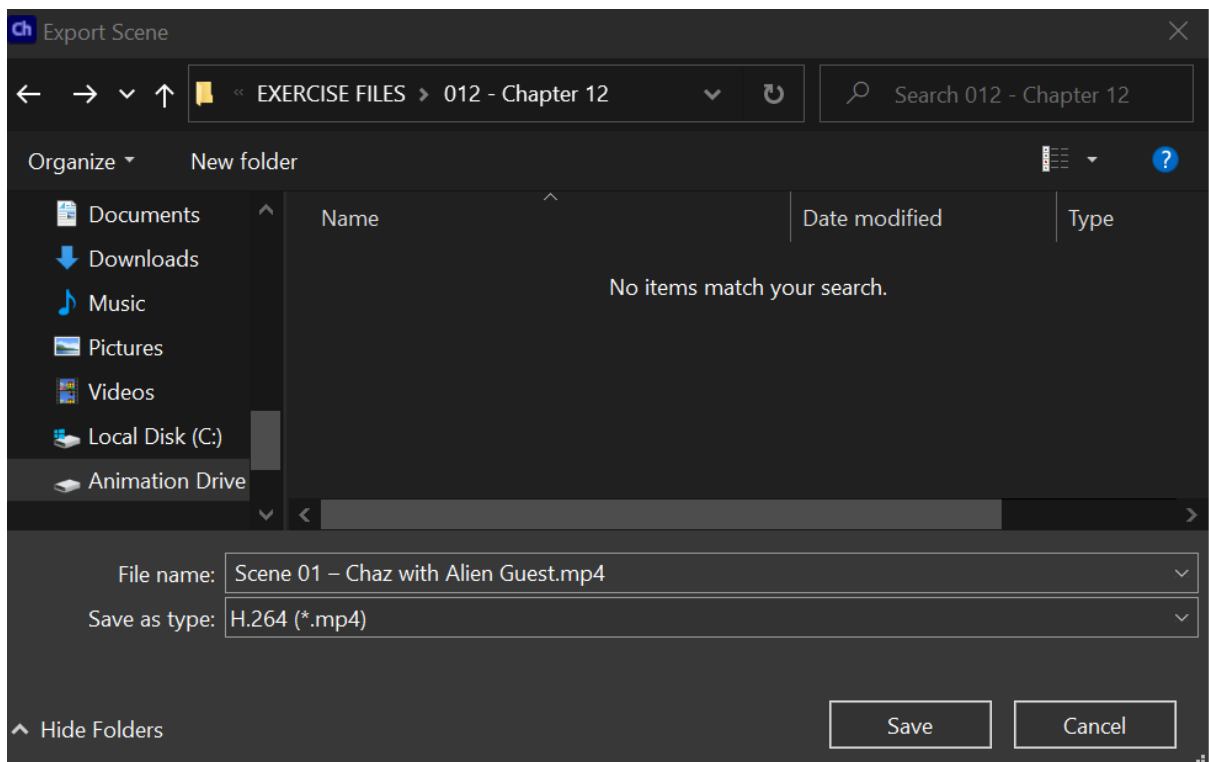 Ch Export Scene
« EXERCISE FILES > 012 - Chapter 12
Search 012 - Chapter 12
Organize
New folder
?
Documents
Downloads
Music
Pictures
Videos
Local Disk (C:)
Animation Drive
Name
Date modified
Type
No items match your search.
File name: Scene 01 – Chaz with Alien Guest.mp4
Save as type: H.264 (*.mp4)
Hide Folders
Save
Cancel